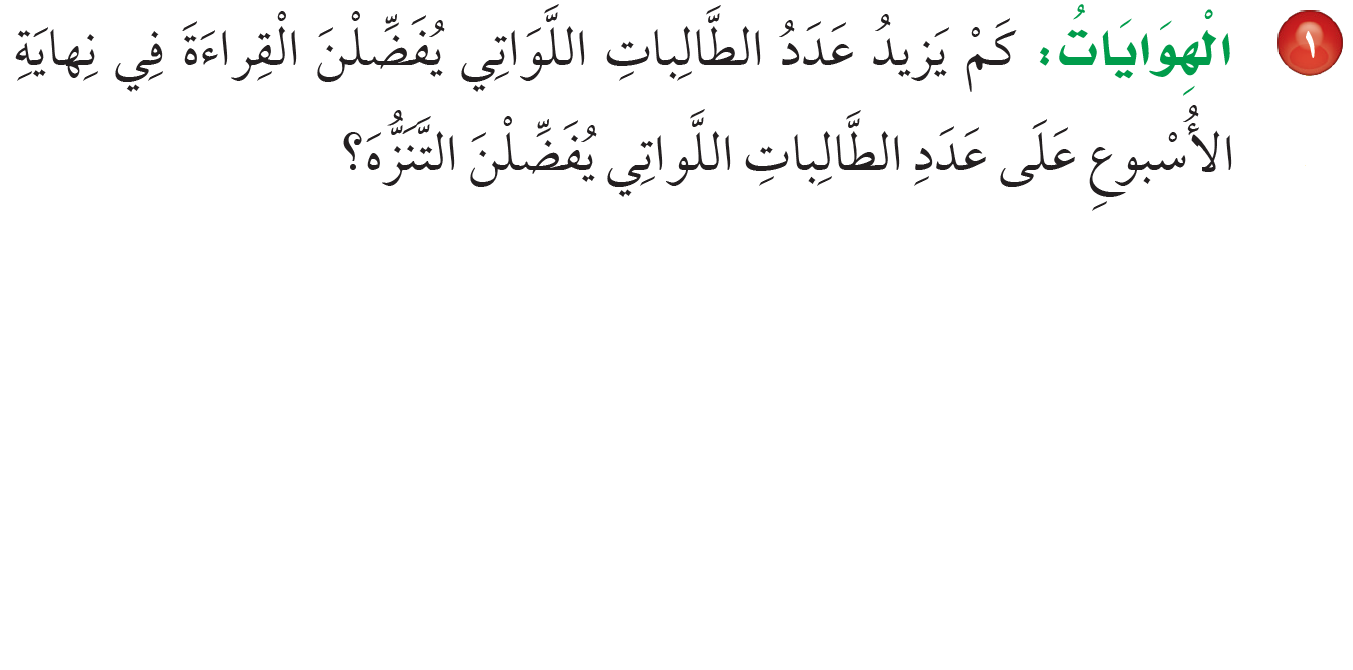 ١ الْهِوَايَاتُ: كَمْ يَزيدُ عَدَدُ الطَّالِباتِ اللَّوَاتِي يُفَضِّلْنَ الْقِراءَةَ فِي نِهايَةِ
الأُسْبوعِ عَلَى عَدَدِ الطَّالِباتِ اللَّواتِي يُفَضِّلْنَ التَّنَزُّهَ؟